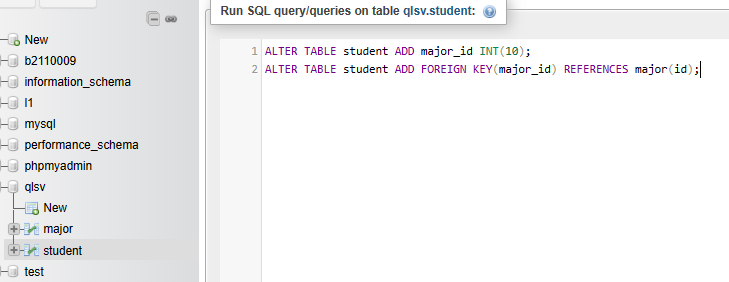 Run SQL query/queries on table qlsv.student:
New
b2110009
information_schema
l1
mysql
performance_schema
phpmyadmin
qlsv
New
major
student
test
1 ALTER TABLE student ADD major_id INT(10);
2 ALTER TABLE student ADD FOREIGN KEY(major_id) REFERENCES major(id);